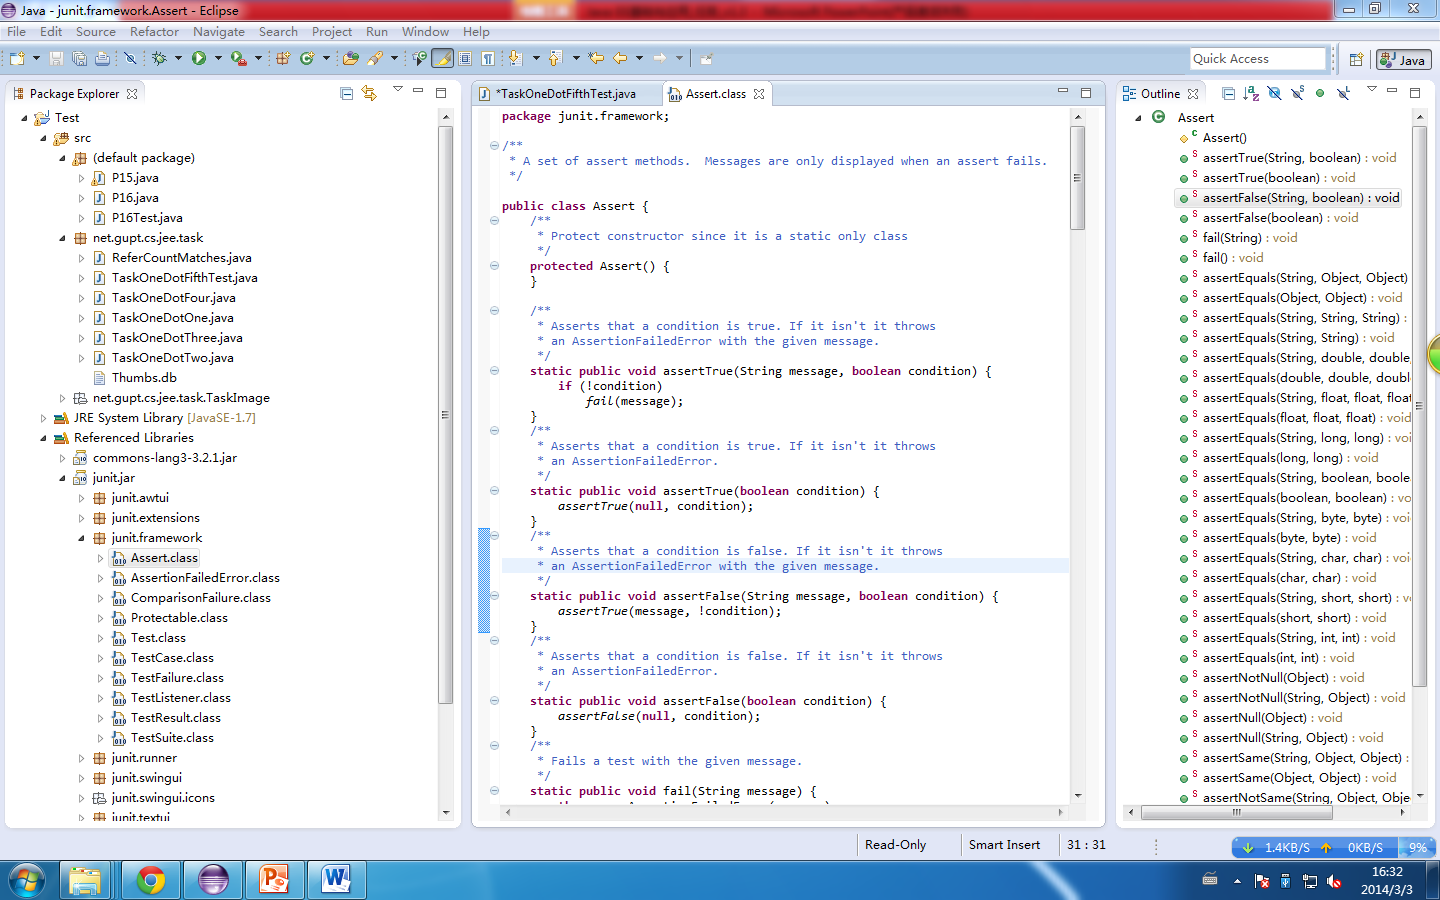 Java - junit.framework.Assert - Eclipse
File Edit Source Refactor Navigate Search Project Run Window Help
Quick Access
Java
Package Explorer
Test
src
(default package)
P15.java
P16.java
P16Test.java
net.gupt.cs.jee.task
ReferCountMatches.java
TaskOneDotFifthTest.java
TaskOneDotFour.java
TaskOneDotOne.java
TaskOneDotThree.java
TaskOneDotTwo.java
Thumbs.db
net.gupt.cs.jee.task.TaskImage
JRE System Library [JavaSE-1.7]
Referenced Libraries
commons-lang3-3.2.1.jar
junit.jar
junit.awtui
junit.extensions
junit.framework
Assert.class
AssertionFailedError.class
ComparisonFailure.class
Protectable.class
Test.class
TestCase.class
TestFailure.class
TestListener.class
TestResult.class
TestSuite.class
junit.runner
junit.swingui
junit.swingui.icons
junit.textui
*TaskOneDotFifthTest.java
Assert.class
package junit.framework;
/**
* A set of assert methods.  Messages are only displayed when an assert fails.
*/
public class Assert {
/**
* Protect constructor since it is a static only class
*/
protected Assert() {
}
/**
* Asserts that a condition is true. If it isn't it throws
* an AssertionFailedError with the given message.
*/
static public void assertTrue(String message, boolean condition) {
if (!condition)
fail(message);
}
/**
* Asserts that a condition is true. If it isn't it throws
* an AssertionFailedError.
*/
static public void assertTrue(boolean condition) {
assertTrue(null, condition);
}
/**
* Asserts that a condition is false. If it isn't it throws
* an AssertionFailedError with the given message.
*/
static public void assertFalse(String message, boolean condition) {
assertTrue(message, !condition);
}
/**
* Asserts that a condition is false. If it isn't it throws
* an AssertionFailedError.
*/
static public void assertFalse(boolean condition) {
assertFalse(null, condition);
}
/**
* Fails a test with the given message.
*/
static public void fail(String message) {
Outline
Assert
Assert()
assertTrue(String, boolean) : void
assertTrue(boolean) : void
assertFalse(String, boolean) : void
assertFalse(boolean) : void
fail(String) : void
fail() : void
assertEquals(String, Object, Object)
assertEquals(Object, Object) : void
assertEquals(String, String, String) :
assertEquals(String, String) : void
assertEquals(String, double, double,
assertEquals(double, double, doubl
assertEquals(String, float, float, float
assertEquals(float, float, float) : void
assertEquals(String, long, long) : voi
assertEquals(long, long) : void
assertEquals(String, boolean, boolea
assertEquals(boolean, boolean) : void
assertEquals(String, byte, byte) : voi
assertEquals(byte, byte) : void
assertEquals(String, char, char) : voi
assertEquals(char, char) : void
assertEquals(String, short, short) : v
assertEquals(short, short) : void
assertEquals(String, int, int) : void
assertEquals(int, int) : void
assertNotNull(Object) : void
assertNotNull(String, Object) : void
assertNull(Object) : void
assertNull(String, Object) : void
assertSame(String, Object, Object) :
assertSame(Object, Object) : void
assertNotSame(String, Object, Obje
Read-Only
Smart Insert
31 : 31
1.4KB/S 0KB/S 9%
16:32
2014/3/3